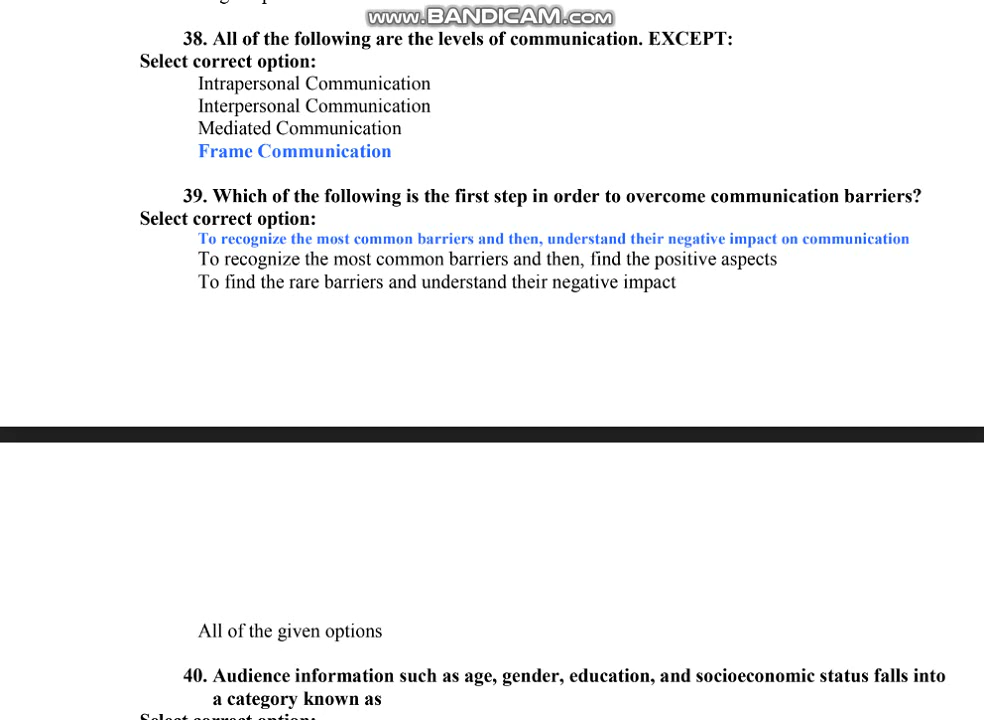 www.BANDICAM.com
38. All of the following are the levels of communication. EXCEPT:
Select correct option:
Intrapersonal Communication
Interpersonal Communication
Mediated Communication
Frame Communication
39. Which of the following is the first step in order to overcome communication barriers?
Select correct option:
To recognize the most common barriers and then, understand their negative impact on communication
To recognize the most common barriers and then, find the positive aspects
To find the rare barriers and understand their negative impact
All of the given options
40. Audience information such as age, gender, education, and socioeconomic status falls into
a category known as
Select correct option: